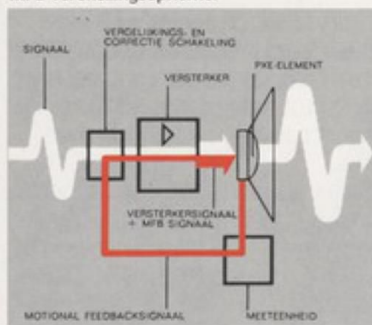 SIGNAAL
VERGELIJKINGS- EN
CORRECTIE SCHAKELING
VERSTERKER
PXE-ELEMENT
VERSTERKERSIGNAAL
+ MFB SIGNAAL
MOTIONAL FEEDBACKSIGNAAL
MEETEENHEID